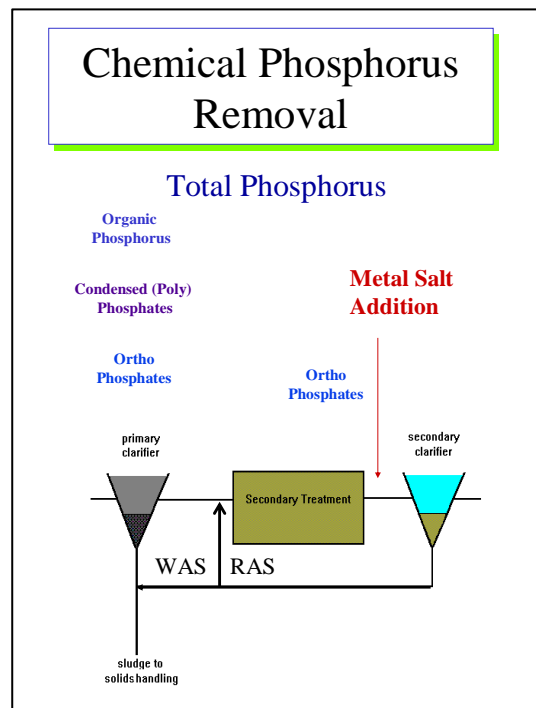 Chemical Phosphorus
Removal
Total Phosphorus
Organic
Phosphorus
Condensed (Poly)
Phosphates
Metal Salt
Addition
Ortho
Phosphates
Ortho
Phosphates
primary
clarifier
secondary
clarifier
Secondary Treatment
WAS
RAS
sludge to
solids handling